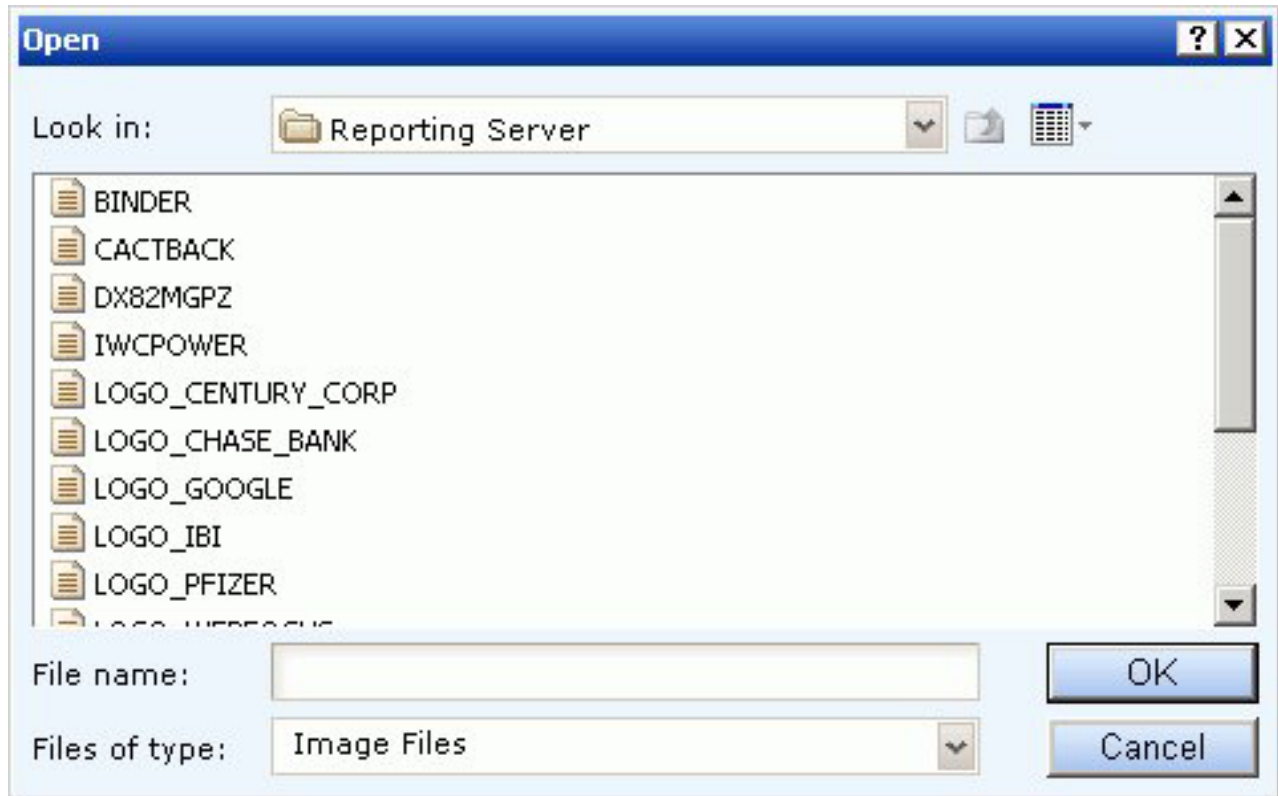 Open
Look in: Reporting Server
BINDER
CACTBACK
DX82MGPZ
IWCPOWER
LOGO_CENTURY_CORP
LOGO_CHASE_BANK
LOGO_GOOGLE
LOGO_IBI
LOGO_PFIZER
File name: OK
Files of type: Image Files Cancel